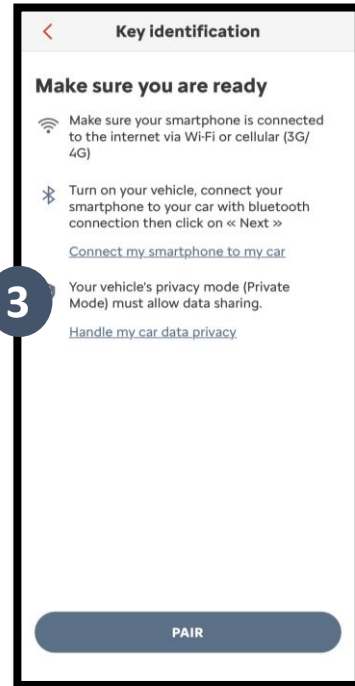 Key identification
Make sure you are ready
Make sure your smartphone is connected
to the internet via Wi-Fi or cellular (3G/
4G)
Turn on your vehicle, connect your
smartphone to your car with bluetooth
connection then click on « Next »
Connect my smartphone to my car
3
Your vehicle's privacy mode (Private
Mode) must allow data sharing.
Handle my car data privacy
PAIR